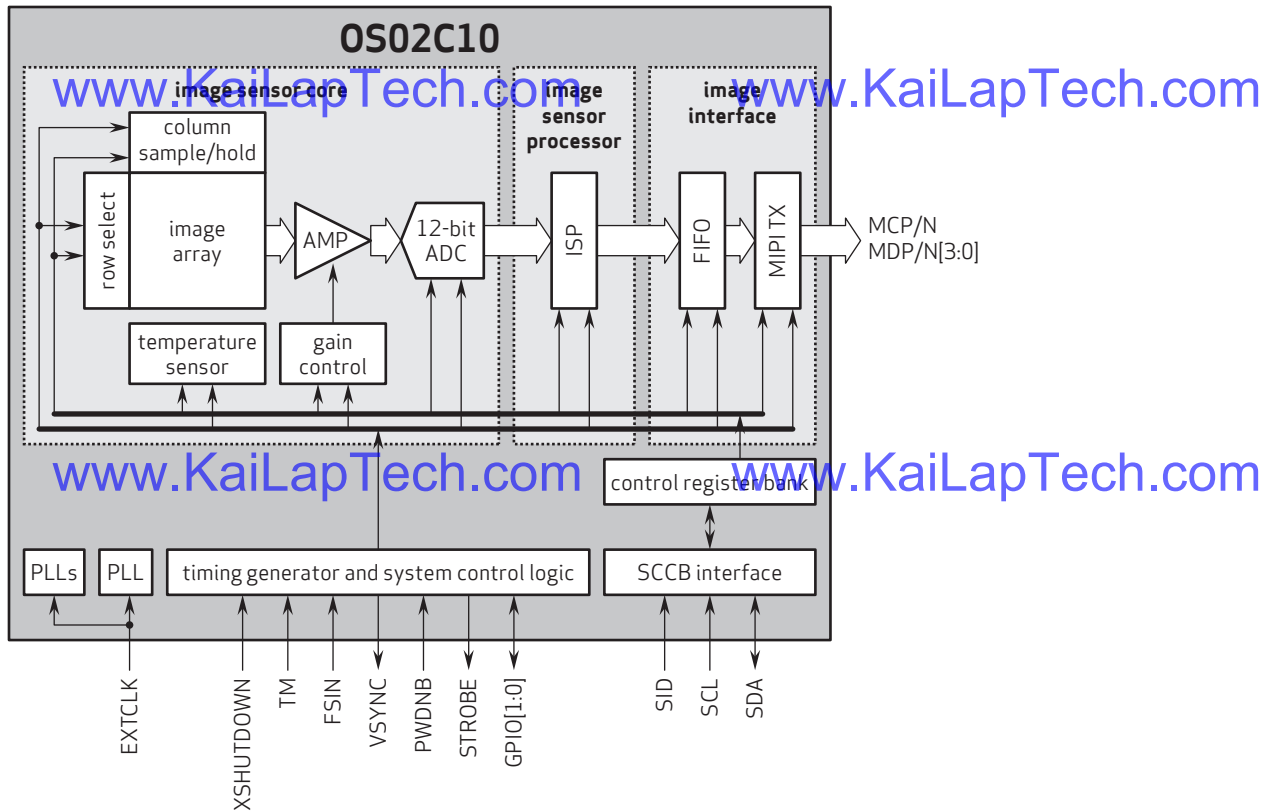 OS02C10
www.KaiLapTech.com
www.KaiLapTech.com
image sensor core
image
sensor
processor
image
interface
column
sample/hold
row select
image
array
AMP
12-bit
ADC
ISP
FIFO
MIPI TX
MCP/N
MDP/N[3:0]
temperature
sensor
gain
control
www.KaiLapTech.com
www.KaiLapTech.com
control register bank
PLLs
PLL
timing generator and system control logic
SCCB interface
EXTCLK
XSHUTDOWN
TM
FSIN
VSYNC
PWDNB
STROBE
GPIO[1:0]
SID
SCL
SDA